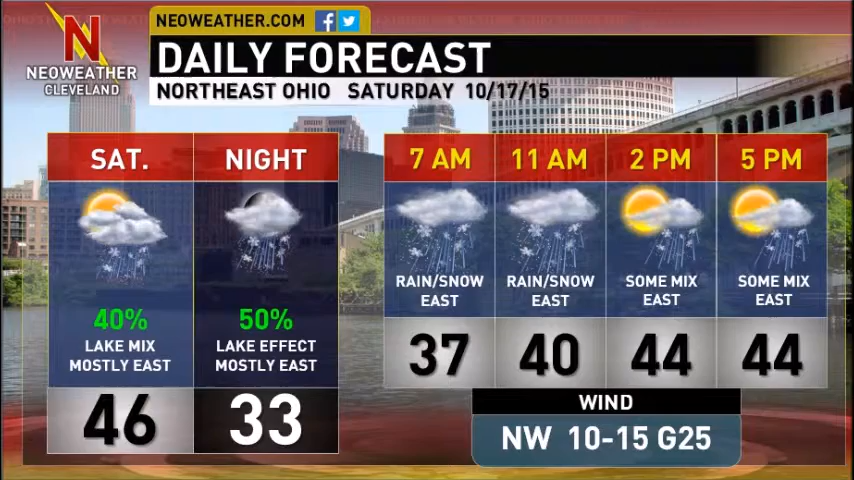 NEOWEATHER.COM
N
NEOWEATHER
CLEVELAND
DAILY FORECAST
NORTHEAST OHIO SATURDAY 10/17/15
SAT.
40%
LAKE MIX
MOSTLY EAST
46
NIGHT
50%
LAKE EFFECT
MOSTLY EAST
33
7 AM
RAIN/SNOW
EAST
37
11 AM
RAIN/SNOW
EAST
40
2 PM
SOME MIX
EAST
44
5 PM
SOME MIX
EAST
44
WIND
NW 10-15 G25